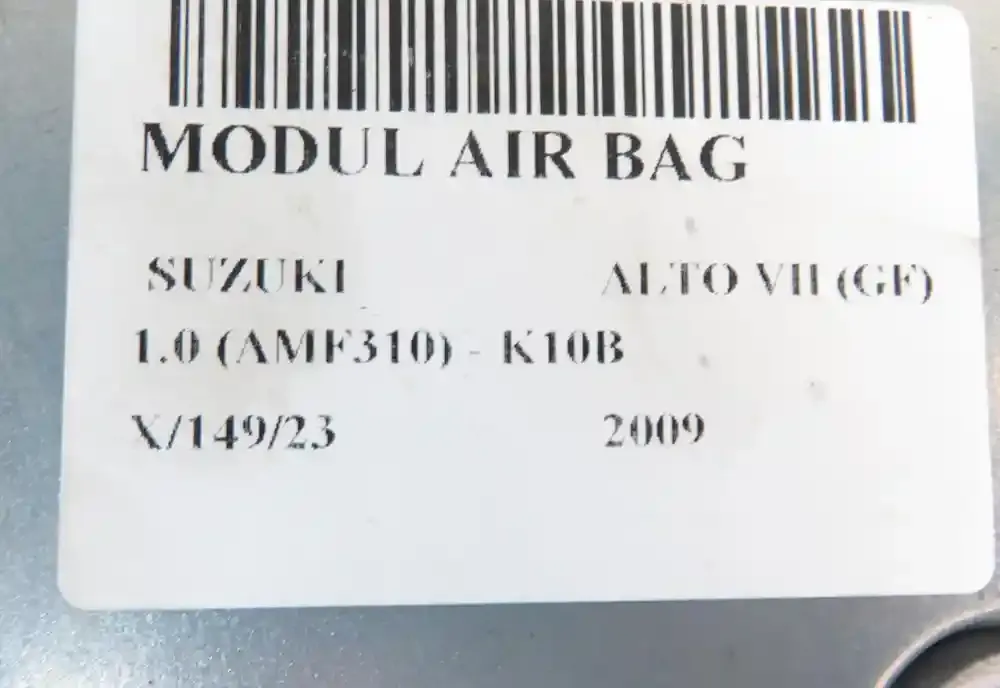 MODUL AIR BAG
SUZUKI ALTO VII (GF)
1.0 (AMF310) - K10B
X/149/23 2009